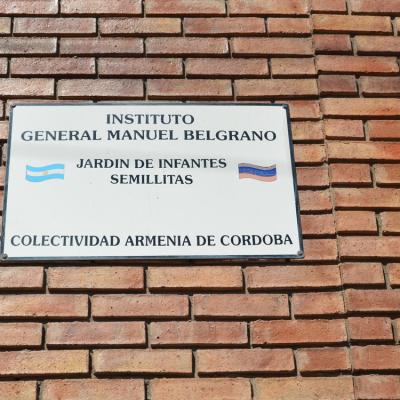 INSTITUTO
GENERAL MANUEL BELGRANO
JARDIN DE INFANTES
SEMILLITAS
COLECTIVIDAD ARMENIA DE CORDOBA